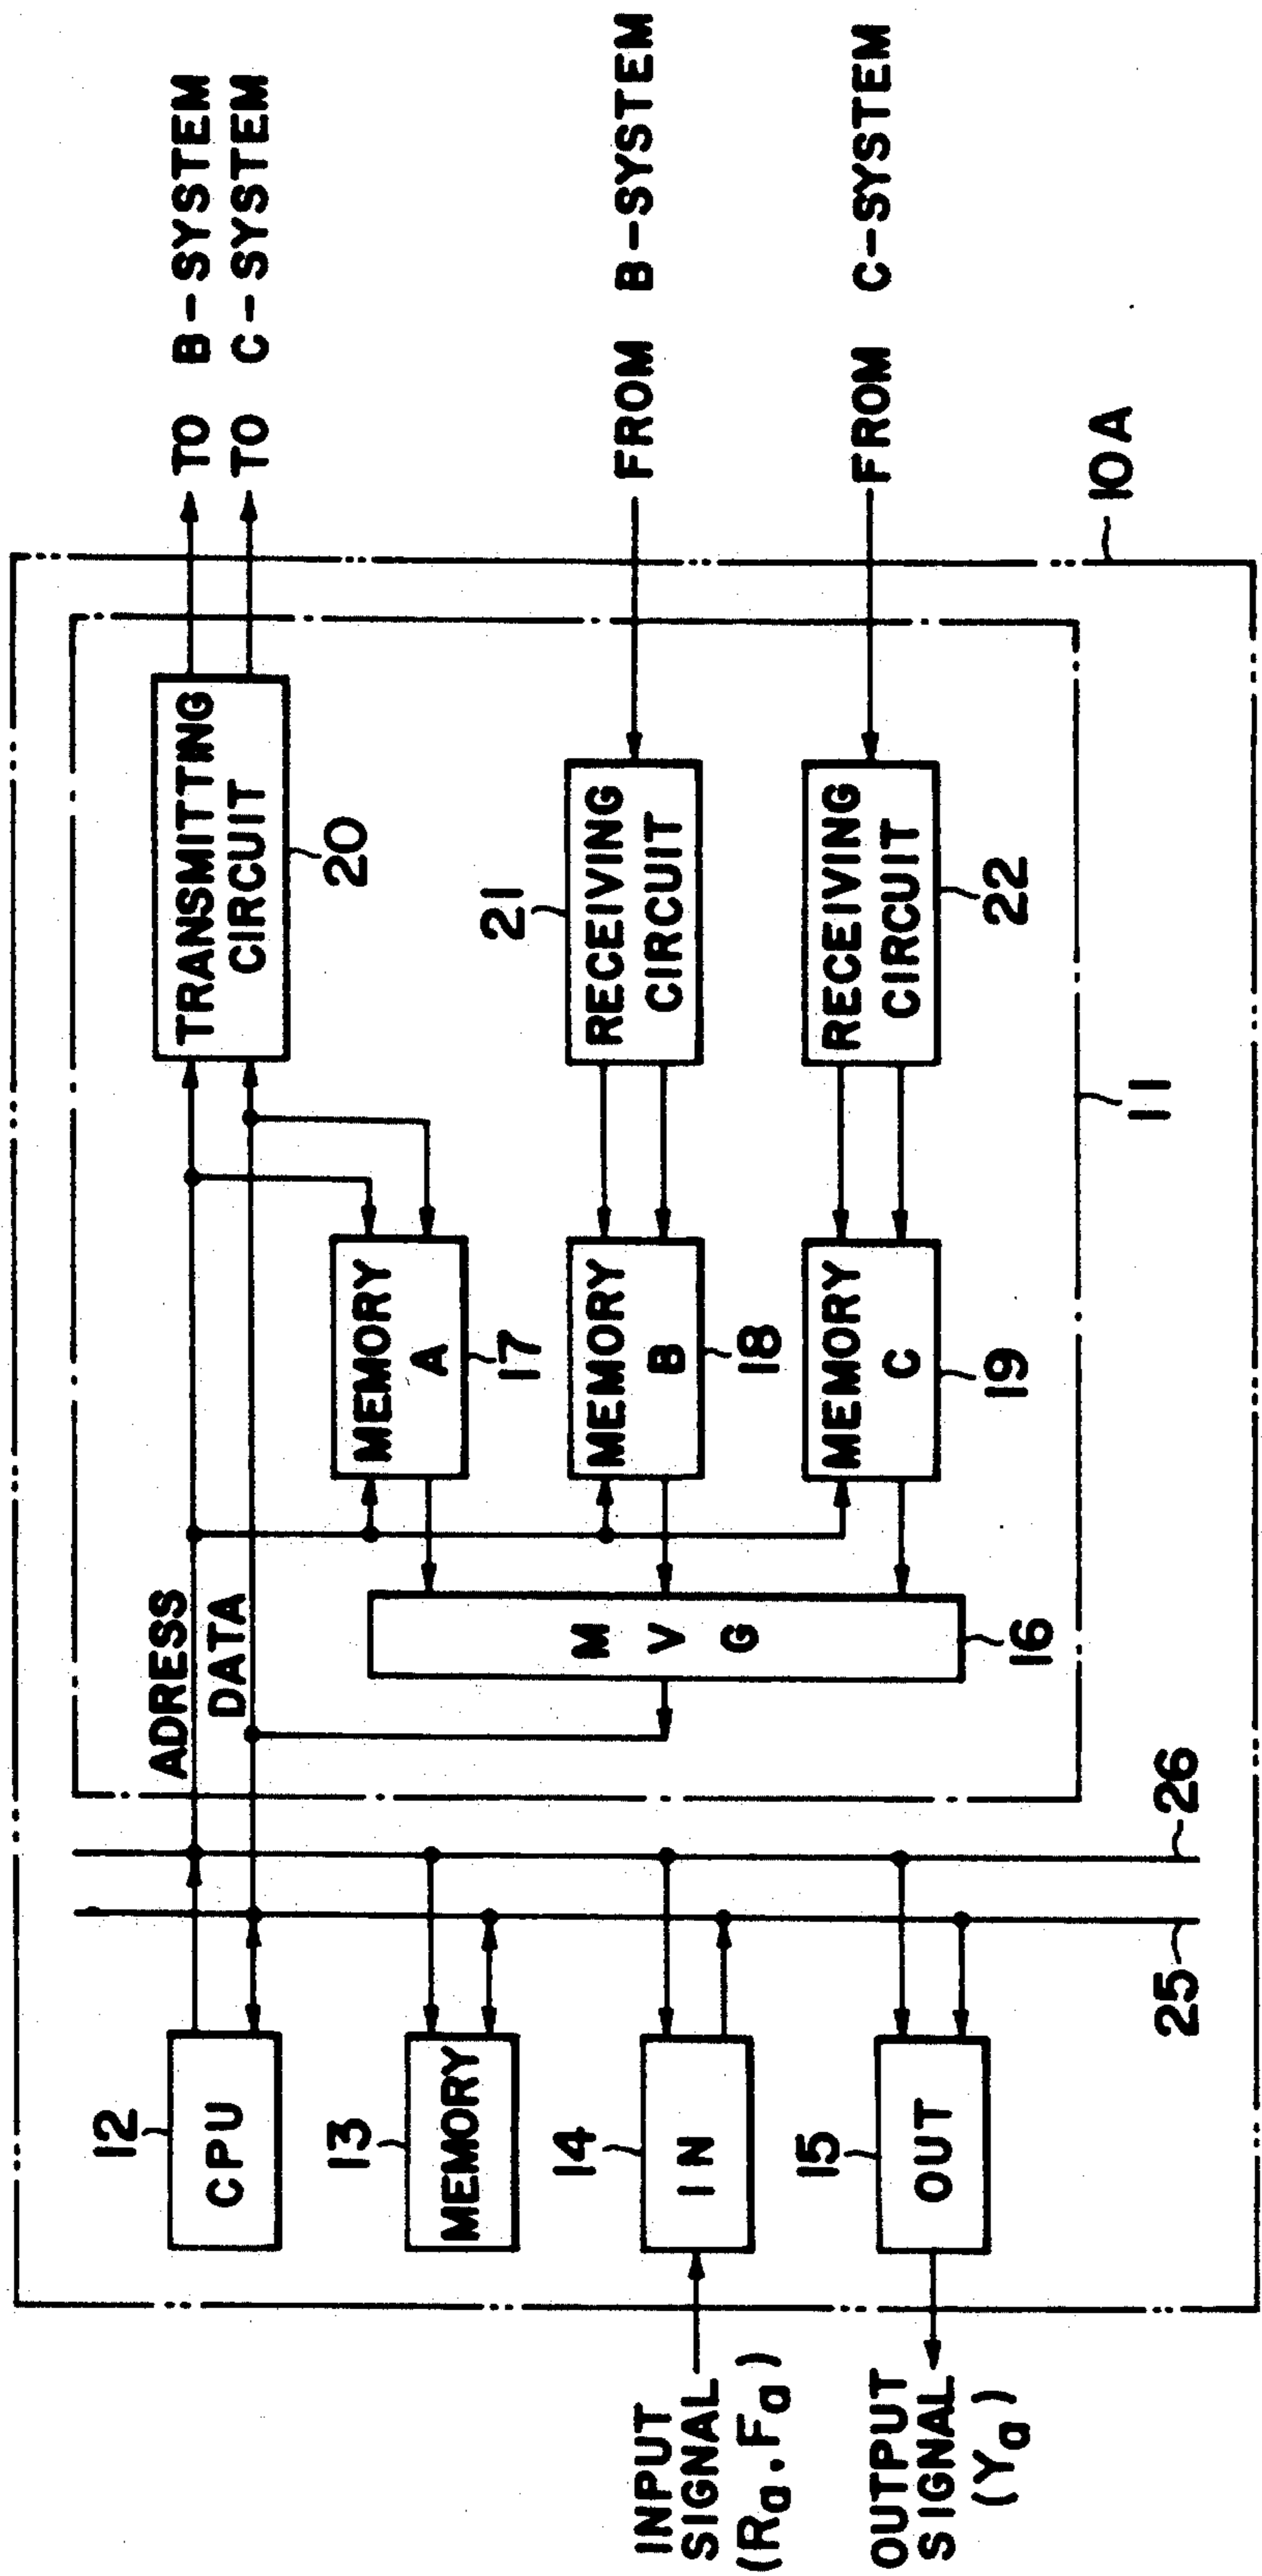 TO B-SYSTEM
TO C-SYSTEM
FROM B-SYSTEM
FROM C-SYSTEM
10A
TRANSMITTING
CIRCUIT
20
21
RECEIVING
CIRCUIT
RECEIVING
CIRCUIT
22
11
MEMORY
A
17
MEMORY
B
18
MEMORY
C
19
ADRESS
DATA
M V G
16
26
25
12
CPU
13
MEMORY
14
IN
15
OUT
INPUT
SIGNAL
(Ra.Fa)
OUTPUT
SIGNAL
(Ya)